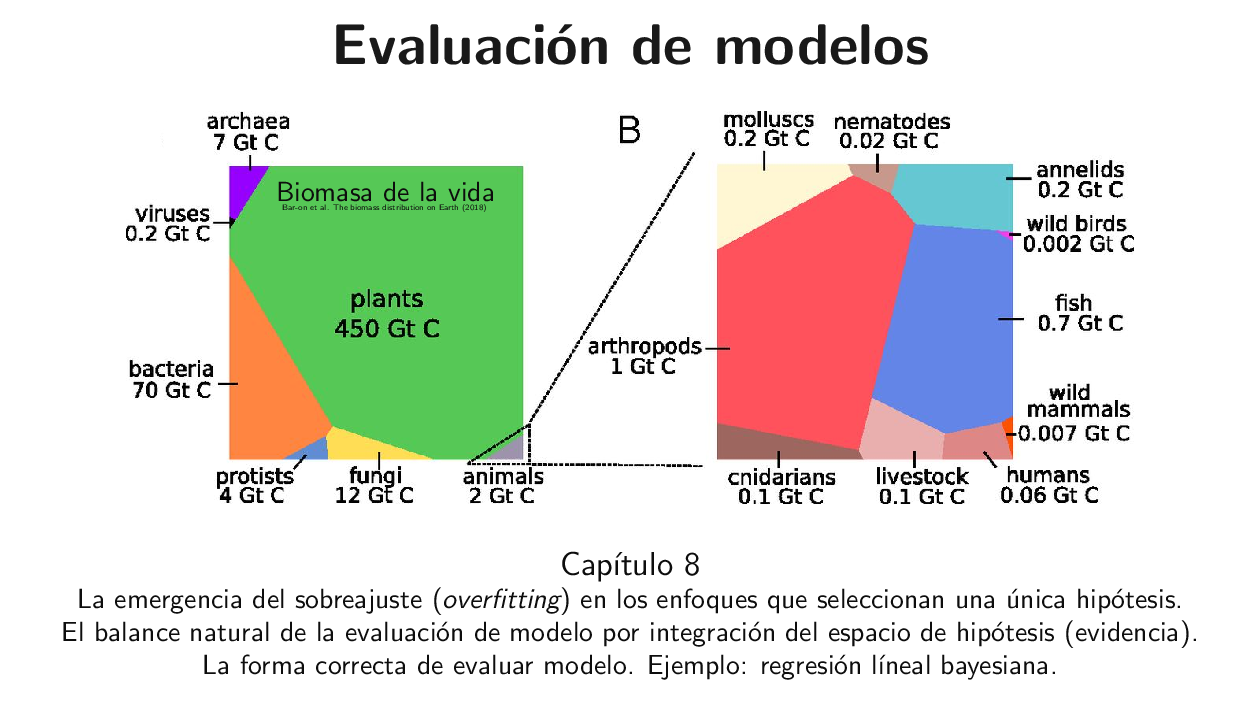 Evaluación de modelos
archaea
7 Gt C
Biomasa de la vida
Bar-on et al. The biomass distribution on Earth (2018)
viruses
0.2 Gt C
plants
450 Gt C
bacteria
70 Gt C
protists
4 Gt C
fungi
12 Gt C
animals
2 Gt C
B
molluscs
0.2 Gt C
nematodes
0.02 Gt C
annelids
0.2 Gt C
wild birds
0.002 Gt C
fish
0.7 Gt C
arthropods
1 Gt C
wild
mammals
0.007 Gt C
cnidarians
0.1 Gt C
livestock
0.1 Gt C
humans
0.06 Gt C
Capítulo 8
La emergencia del sobreajuste (overfitting) en los enfoques que seleccionan una única hipótesis.
El balance natural de la evaluación de modelo por integración del espacio de hipótesis (evidencia).
La forma correcta de evaluar modelo. Ejemplo: regresión líneal bayesiana.